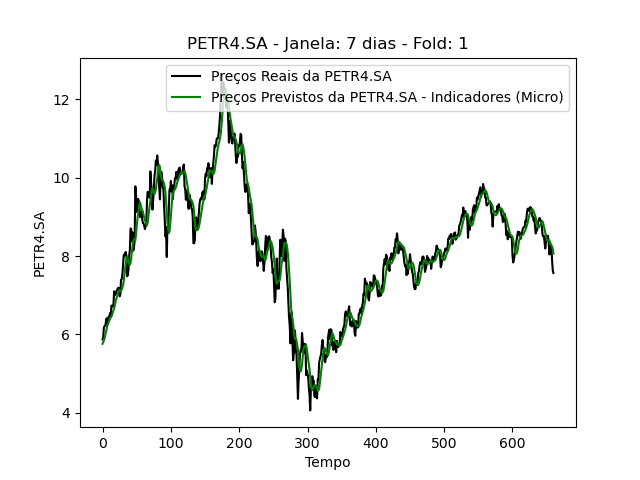 PETR4.SA - Janela: 7 dias - Fold: 1
Preços Reais da PETR4.SA
Preços Previstos da PETR4.SA - Indicadores (Micro)
12
10
8
6
4
PETR4.SA
0 100 200 300 400 500 600
Tempo